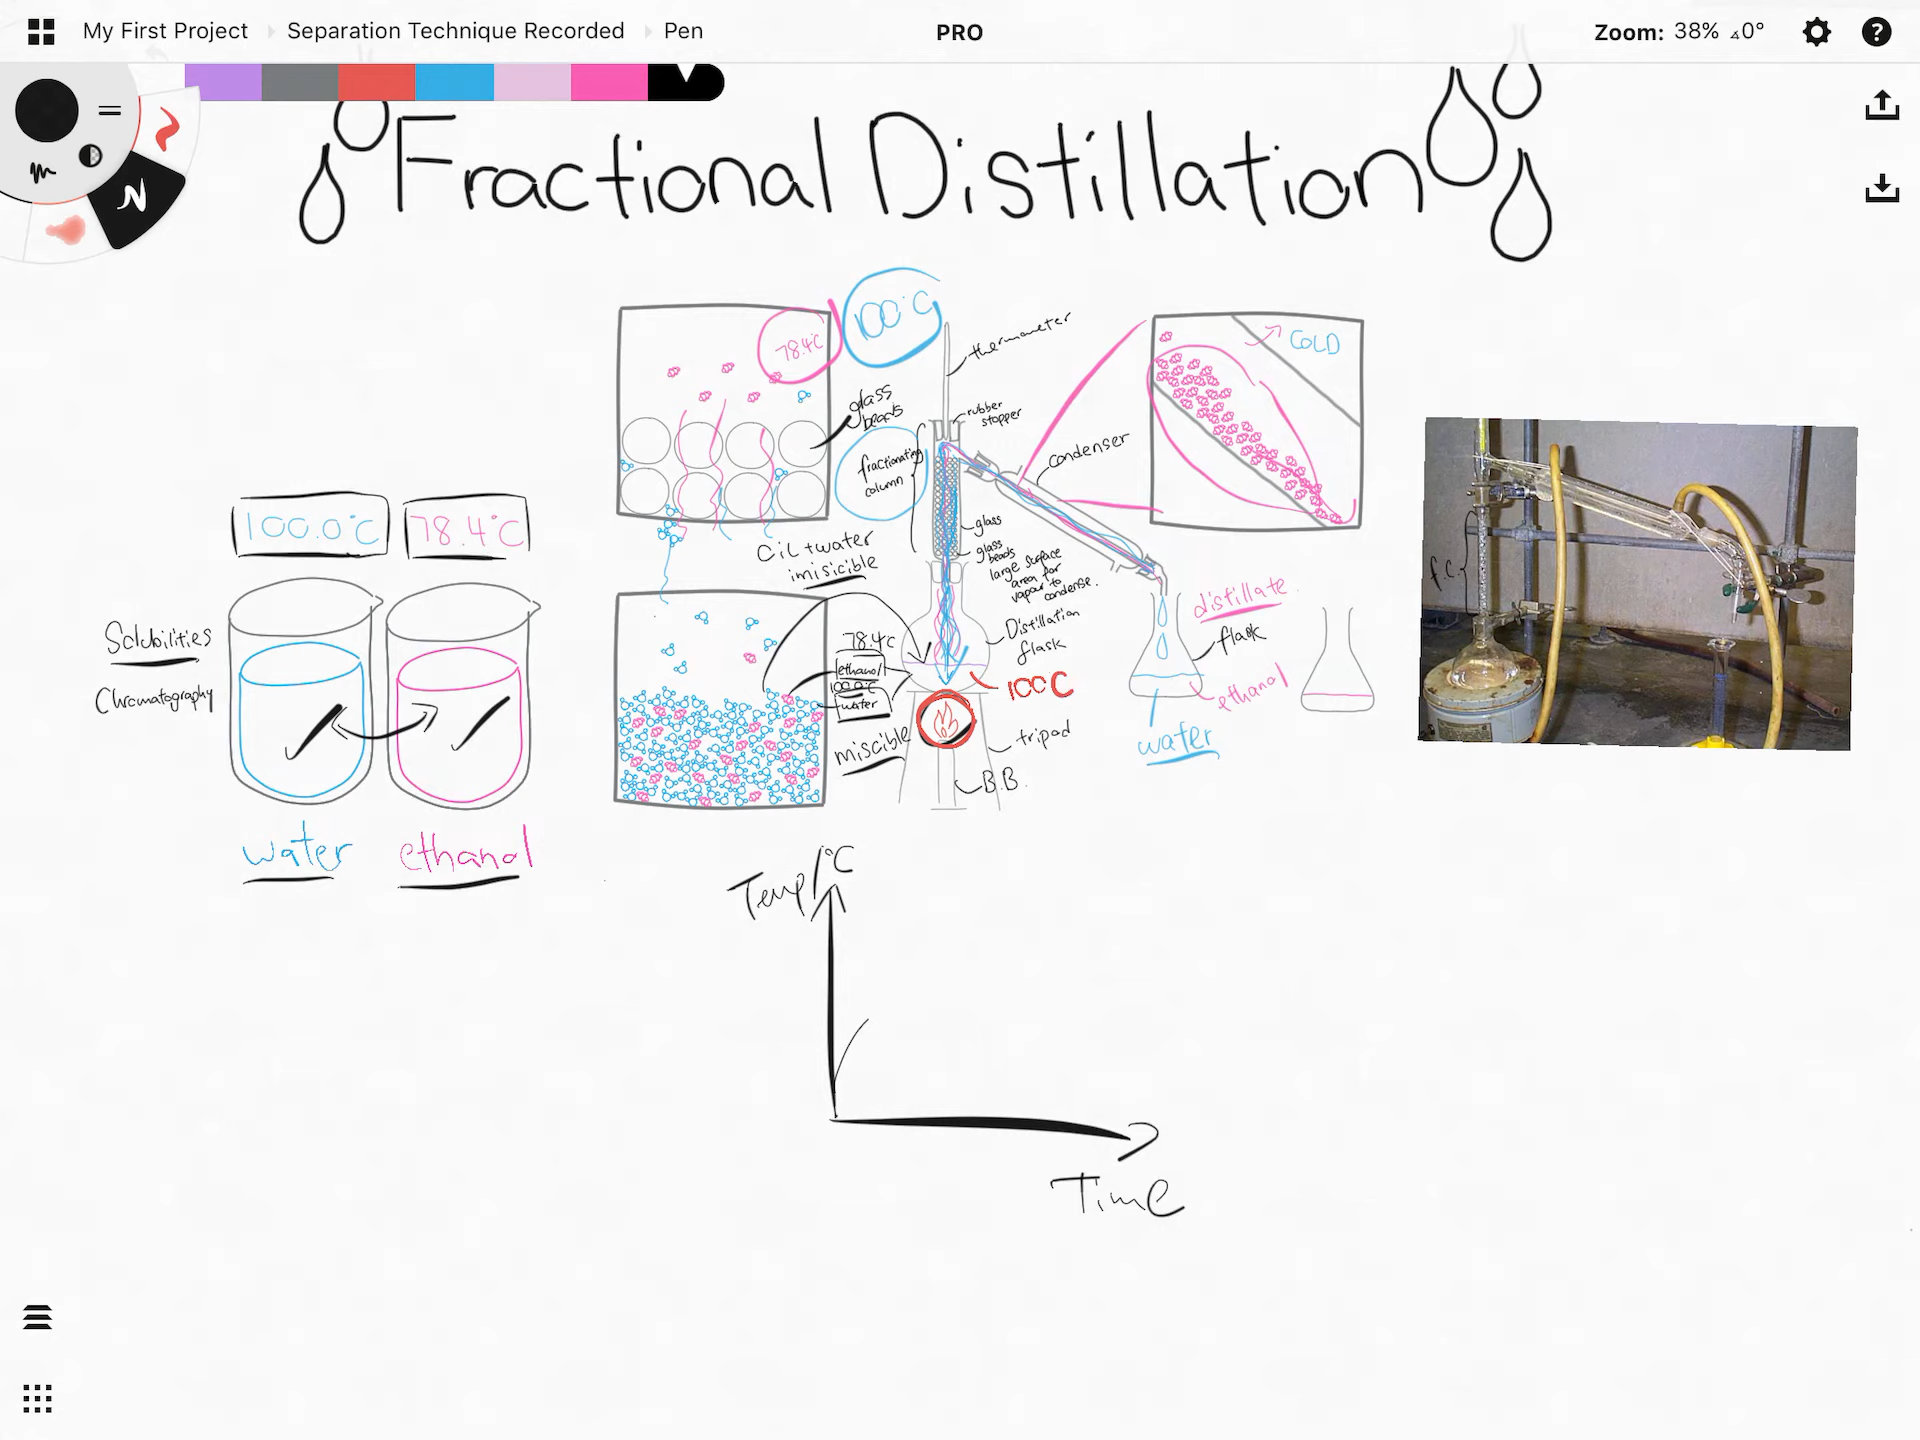 My First Project Separation Technique Recorded Pen
PRO
Zoom: 38% ⊿0°
Fractional Distillation
78.4°C
100°C
thermometer
glass
beads
rubber
stopper
fractionating
column
condenser
COLD
100.0°C
78.4°C
Oil + water
imisicible
glass
glass
beads
large surface
area for
vapour to
condense.
Solubilities
Chromatography
78.4°C
ethanol
100.0°C
water
miscible
Distillation
flask
100C
tripod
B.B.
distillate
flask
ethanol
water
f.c.
water
ethanol
Temp/°C
Time